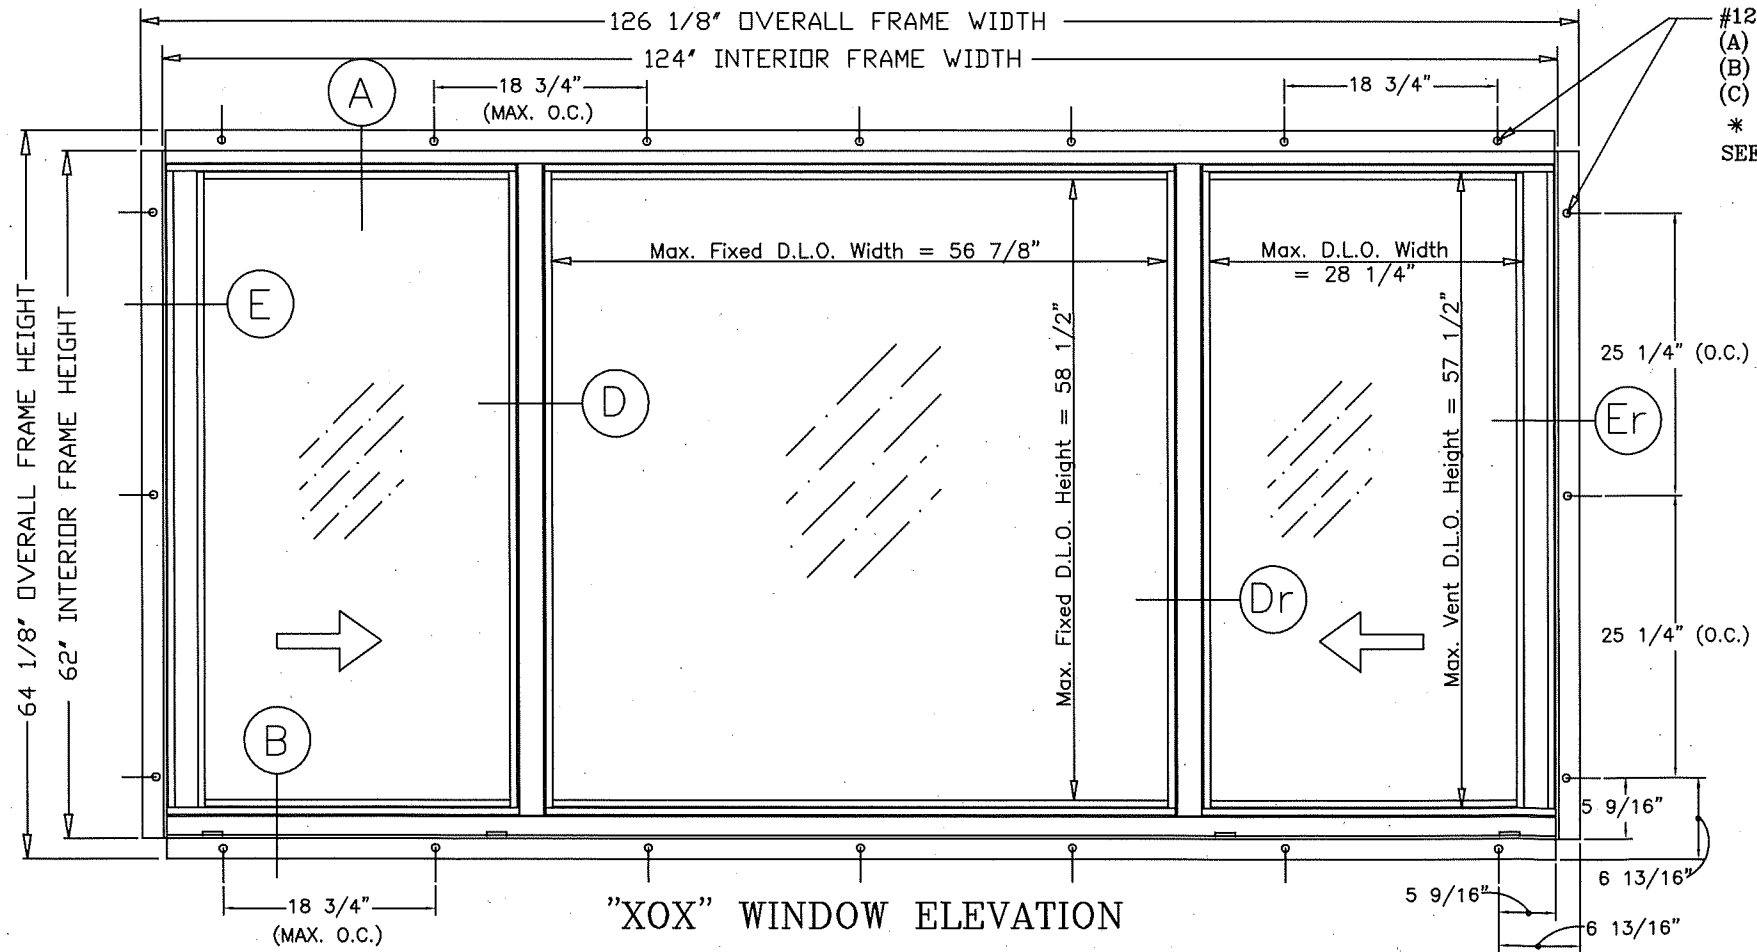 126 1/8" OVERALL FRAME WIDTH
124" INTERIOR FRAME WIDTH
#12
(A)
(B)
(C)
*
SEE
A
18 3/4"
(MAX. O.C.)
18 3/4"
64 1/8" OVERALL FRAME HEIGHT
62" INTERIOR FRAME HEIGHT
Max. Fixed D.L.O. Width = 56 7/8"
Max. D.L.O. Width
= 28 1/4"
E
D
Max. Fixed D.L.O. Height = 58 1/2"
Max. Vent D.L.O. Height = 57 1/2"
25 1/4" (O.C.)
Er
Dr
25 1/4" (O.C.)
B
5 9/16"
6 13/16"
18 3/4"
(MAX. O.C.)
"XOX" WINDOW ELEVATION
5 9/16"
6 13/16"